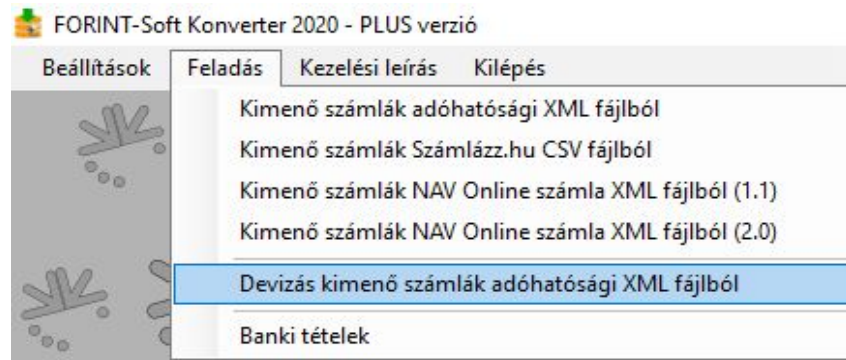 FORINT-Soft Konverter 2020 - PLUS verzió
Beállítások Feladás Kezelési leírás Kilépés
Kimenő számlák adóhatósági XML fájlból
Kimenő számlák Számlázz.hu CSV fájlból
Kimenő számlák NAV Online számla XML fájlból (1.1)
Kimenő számlák NAV Online számla XML fájlból (2.0)
Devizás kimenő számlák adóhatósági XML fájlból
Banki tételek